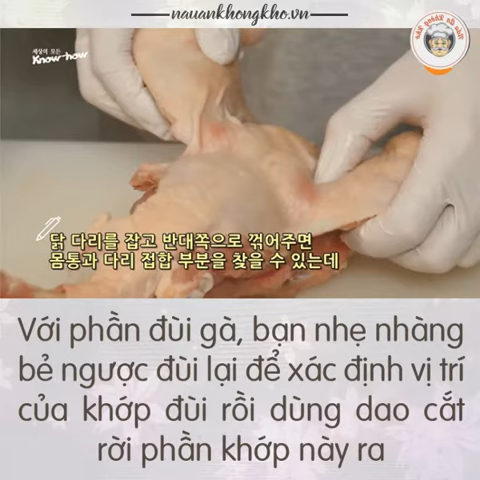 nauankhongkho.vn
세상의 모든
Know-how
닭 다리를 잡고 반대쪽으로 꺾어주면
몸통과 다리 접합 부분을 찾을 수 있는데
Với phần đùi gà, bạn nhẹ nhàng
bẻ ngược đùi lại để xác định vị trí
của khớp đùi rồi dùng dao cắt
rời phần khớp này ra